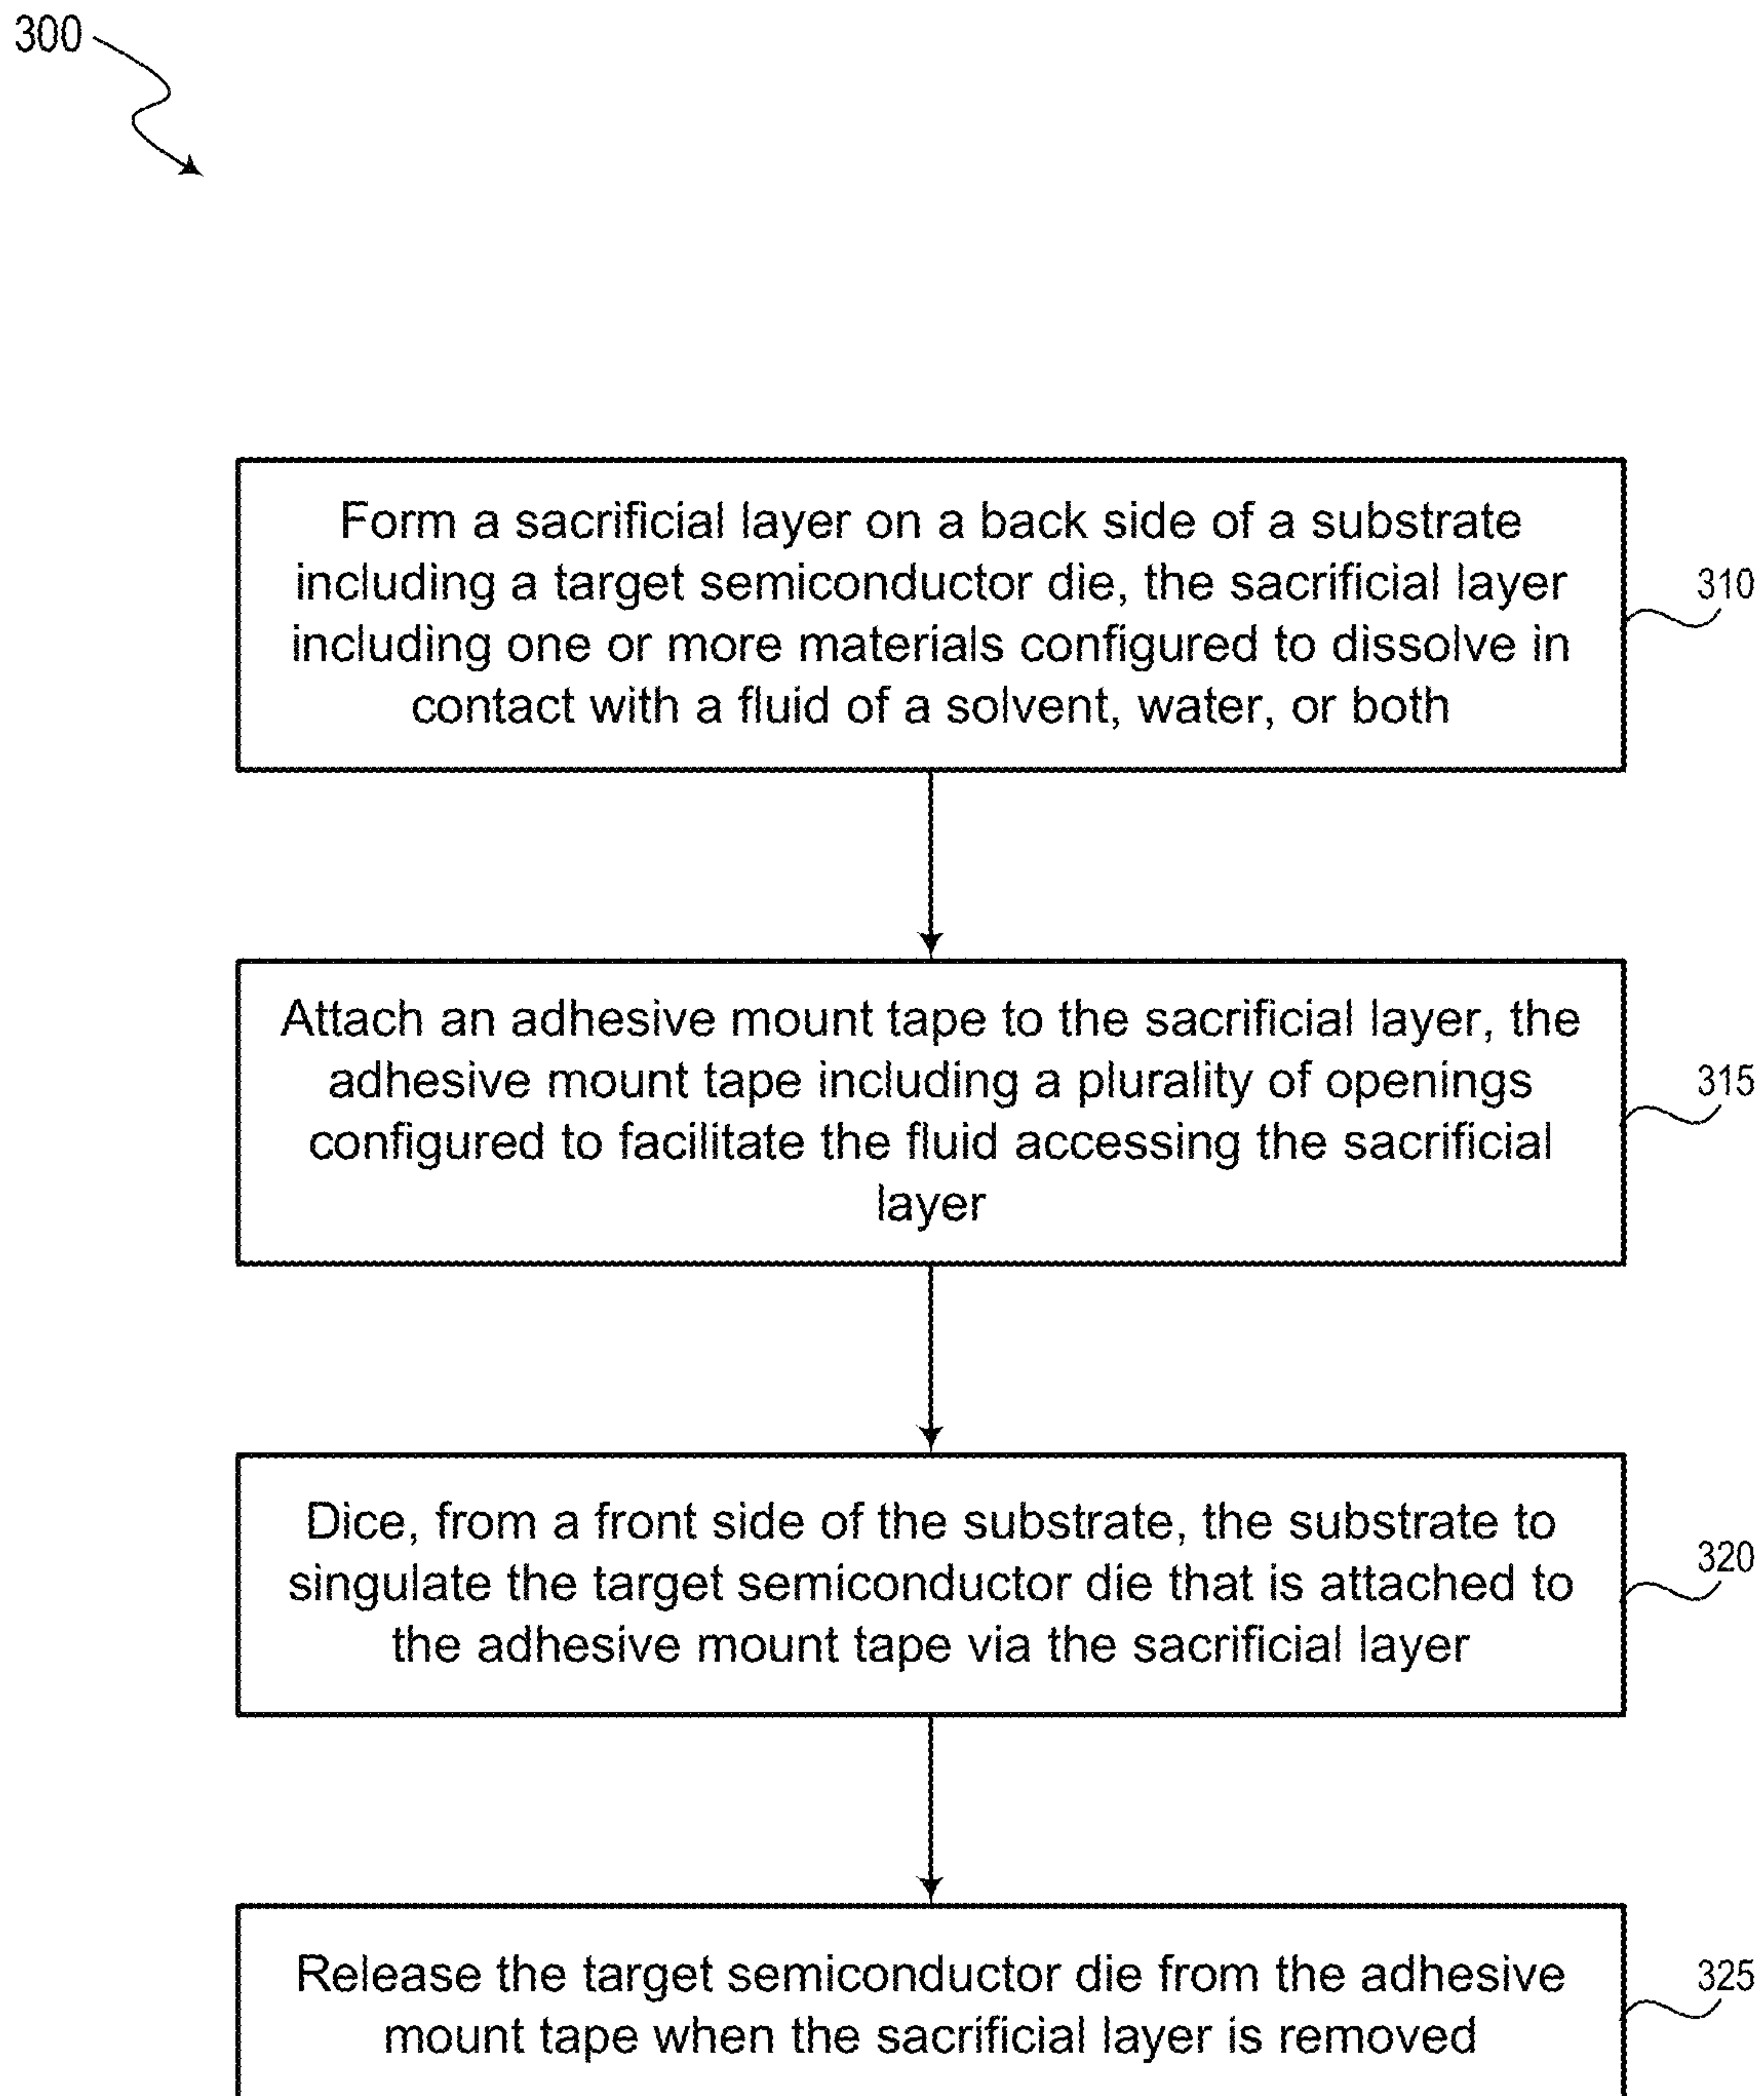 300
Form a sacrificial layer on a back side of a substrate
including a target semiconductor die, the sacrificial layer
including one or more materials configured to dissolve in
contact with a fluid of a solvent, water, or both
310
Attach an adhesive mount tape to the sacrificial layer, the
adhesive mount tape including a plurality of openings
configured to facilitate the fluid accessing the sacrificial
layer
315
Dice, from a front side of the substrate, the substrate to
singulate the target semiconductor die that is attached to
the adhesive mount tape via the sacrificial layer
320
Release the target semiconductor die from the adhesive
mount tape when the sacrificial layer is removed
325